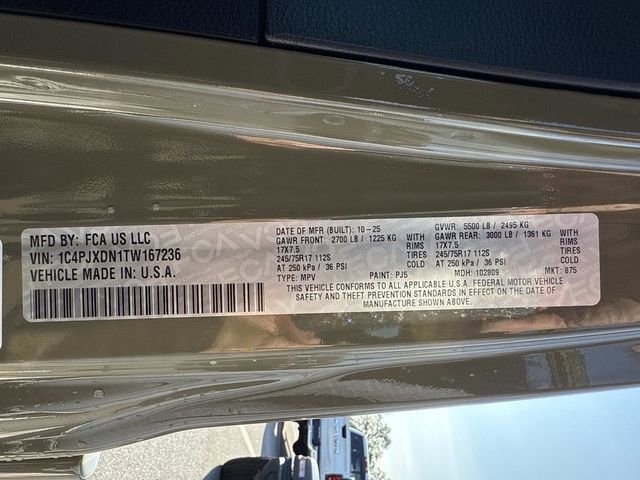 MFD BY: FCA US LLC
VIN: 1C4PJXDN1TW167236
VEHICLE MADE IN: U.S.A.
DATE OF MFR (BUILT): 10-25 GVWR: 5500 LB / 2495 KG
GAWR FRONT: 2700 LB / 1225 KG WITH GAWR REAR: 3000 LB / 1361 KG WITH
17X7.5 RIMS 17X7.5 RIMS
245/75R17 112S TIRES 245/75R17 112S TIRES
AT 250 kPa / 36 PSI COLD AT 250 kPa / 36 PSI COLD
TYPE: MPV PAINT: PJ5 MDH: 102809 MKT: 875
THIS VEHICLE CONFORMS TO ALL APPLICABLE U.S.A. FEDERAL MOTOR VEHICLE
SAFETY AND THEFT PREVENTION STANDARDS IN EFFECT ON THE DATE OF
MANUFACTURE SHOWN ABOVE.